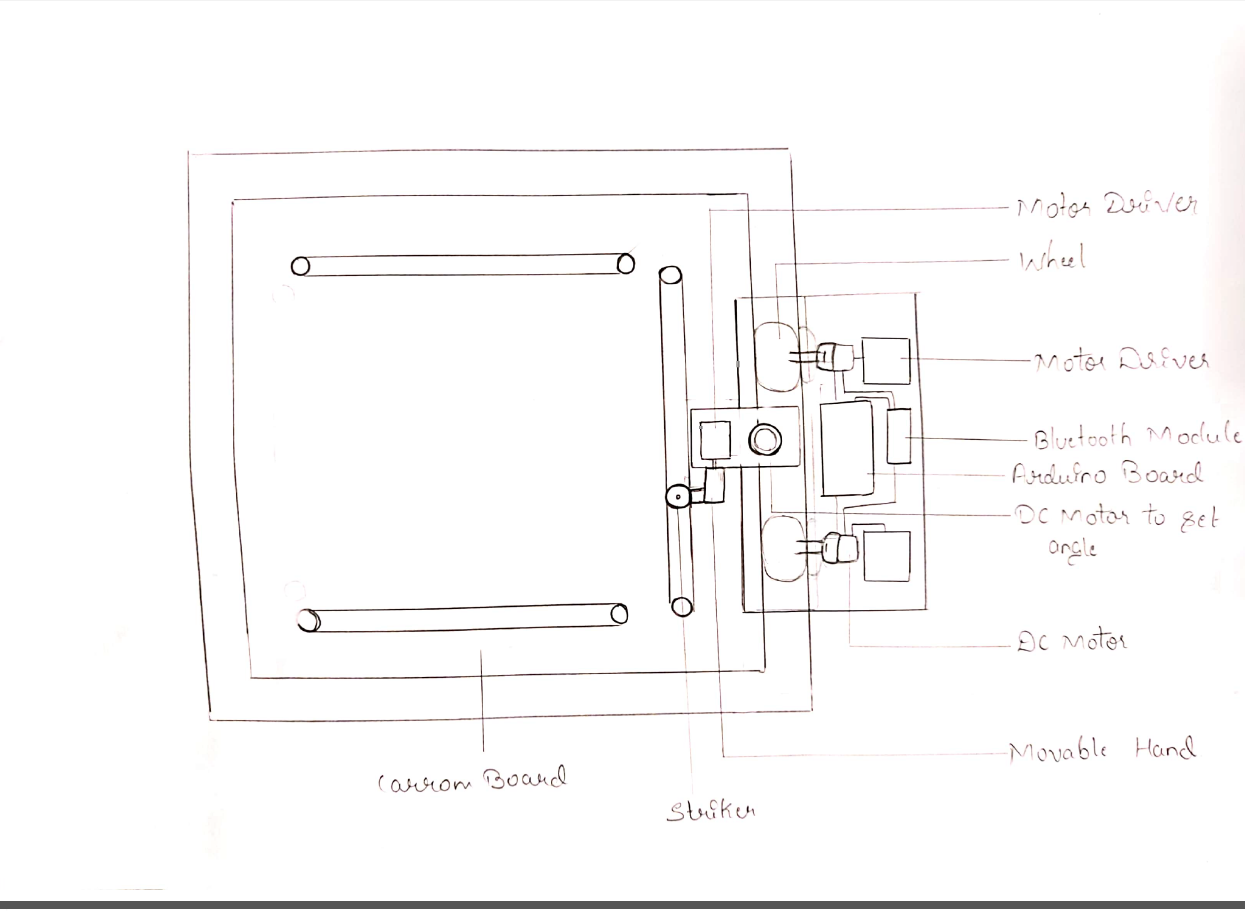 Motor Driver
Wheel
Motor Driver
Bluetooth Module
Arduino Board
DC Motor to set
angle
DC Motor
Movable Hand
Carrom Board
Striker